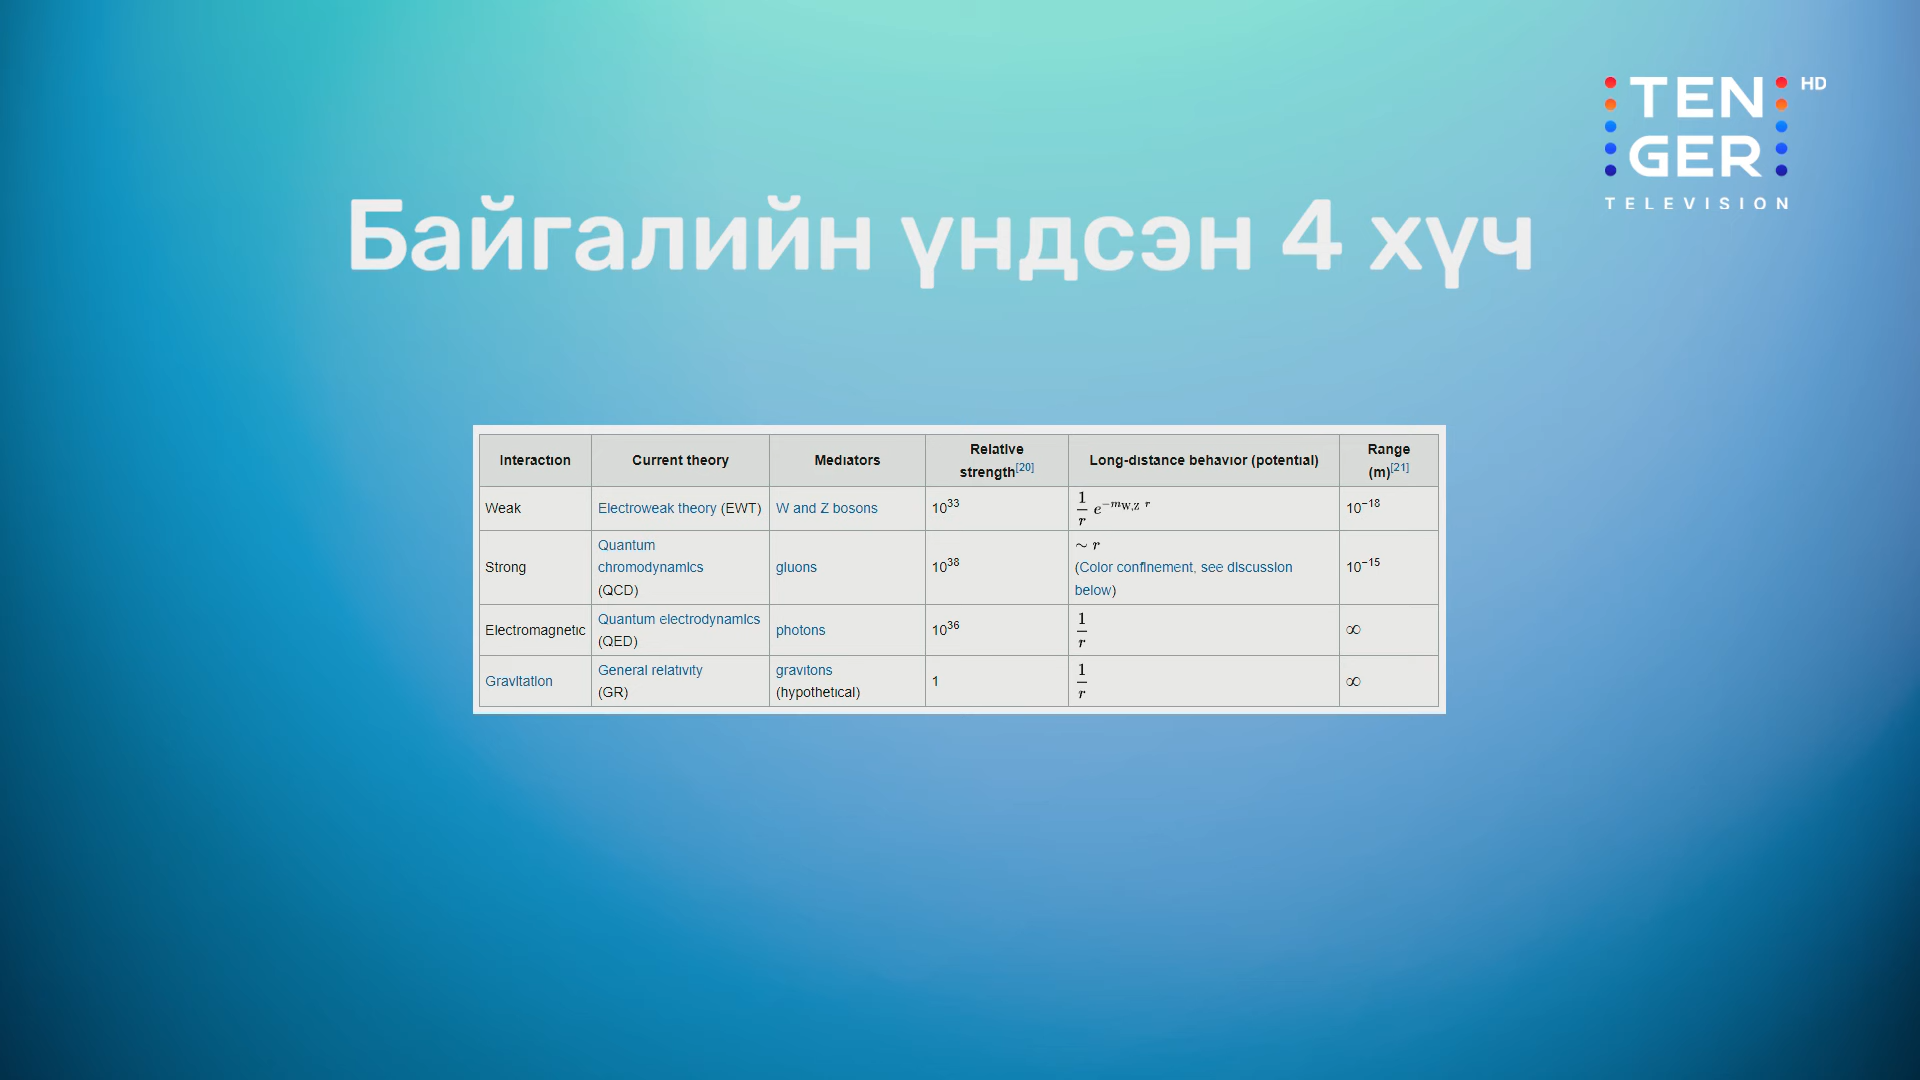 TEN HD
GER
TELEVISION
Байгалийн үндсэн 4 хүч
Interaction Current theory Mediators Relative strength[20] Long-distance behavior (potential) Range (m)[21]
Weak Electroweak theory (EWT) W and Z bosons 10^33 1/r e^−mW,Z r 10^−18
Strong Quantum chromodynamics (QCD) gluons 10^38 ~ r (Color confinement, see discussion below) 10^−15
Electromagnetic Quantum electrodynamics (QED) photons 10^36 1/r ∞
Gravitation General relativity (GR) gravitons (hypothetical) 1 1/r ∞